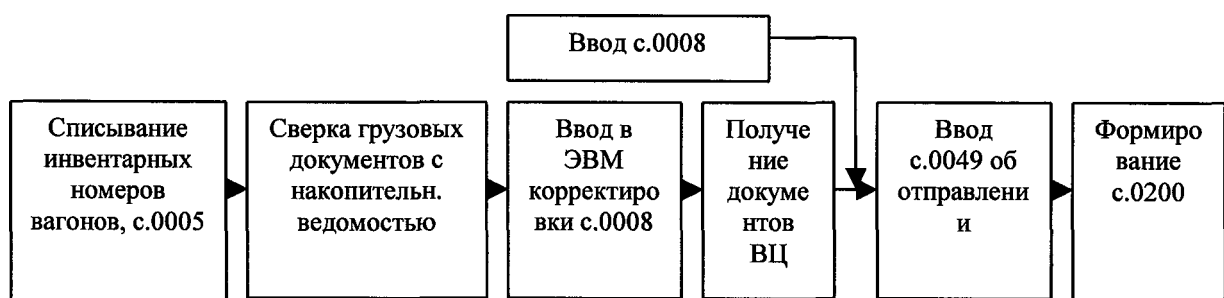 Ввод с.0008
Списывание
инвентарных
номеров
вагонов, с.0005
Сверка грузовых
документов с
накопительн.
ведомостью
Ввод в
ЭВМ
корректиро
вки с.0008
Получе
ние
докуме
нтов
ВЦ
Ввод
с.0049 об
отправлени
и
Формиро
вание
с.0200